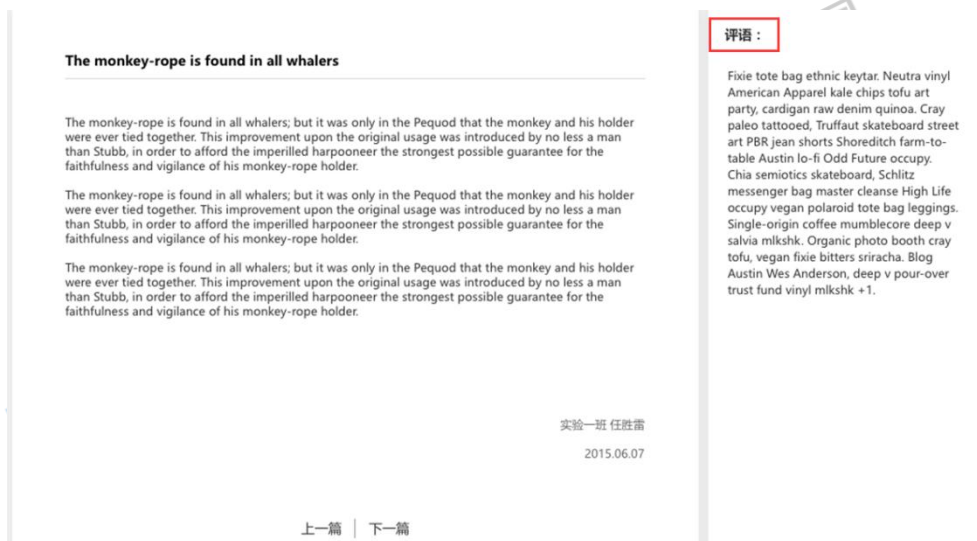 The monkey-rope is found in all whalers
The monkey-rope is found in all whalers; but it was only in the Pequod that the monkey and his holder
were ever tied together. This improvement upon the original usage was introduced by no less a man
than Stubb, in order to afford the imperilled harpooneer the strongest possible guarantee for the
faithfulness and vigilance of his monkey-rope holder.
The monkey-rope is found in all whalers; but it was only in the Pequod that the monkey and his holder
were ever tied together. This improvement upon the original usage was introduced by no less a man
than Stubb, in order to afford the imperilled harpooneer the strongest possible guarantee for the
faithfulness and vigilance of his monkey-rope holder.
The monkey-rope is found in all whalers; but it was only in the Pequod that the monkey and his holder
were ever tied together. This improvement upon the original usage was introduced by no less a man
than Stubb, in order to afford the imperilled harpooneer the strongest possible guarantee for the
faithfulness and vigilance of his monkey-rope holder.
实验一班 任胜雷
2015.06.07
上一篇 | 下一篇
评语：
Fixie tote bag ethnic keytar. Neutra vinyl
American Apparel kale chips tofu art
party, cardigan raw denim quinoa. Cray
paleo tattooed, Truffaut skateboard street
art PBR jean shorts Shoreditch farm-to-
table Austin lo-fi Odd Future occupy.
Chia semiotics skateboard, Schlitz
messenger bag master cleanse High Life
occupy vegan polaroid tote bag leggings.
Single-origin coffee mumblecore deep v
salvia mlkshk. Organic photo booth cray
tofu, vegan fixie bitters sriracha. Blog
Austin Wes Anderson, deep v pour-over
trust fund vinyl mlkshk +1.